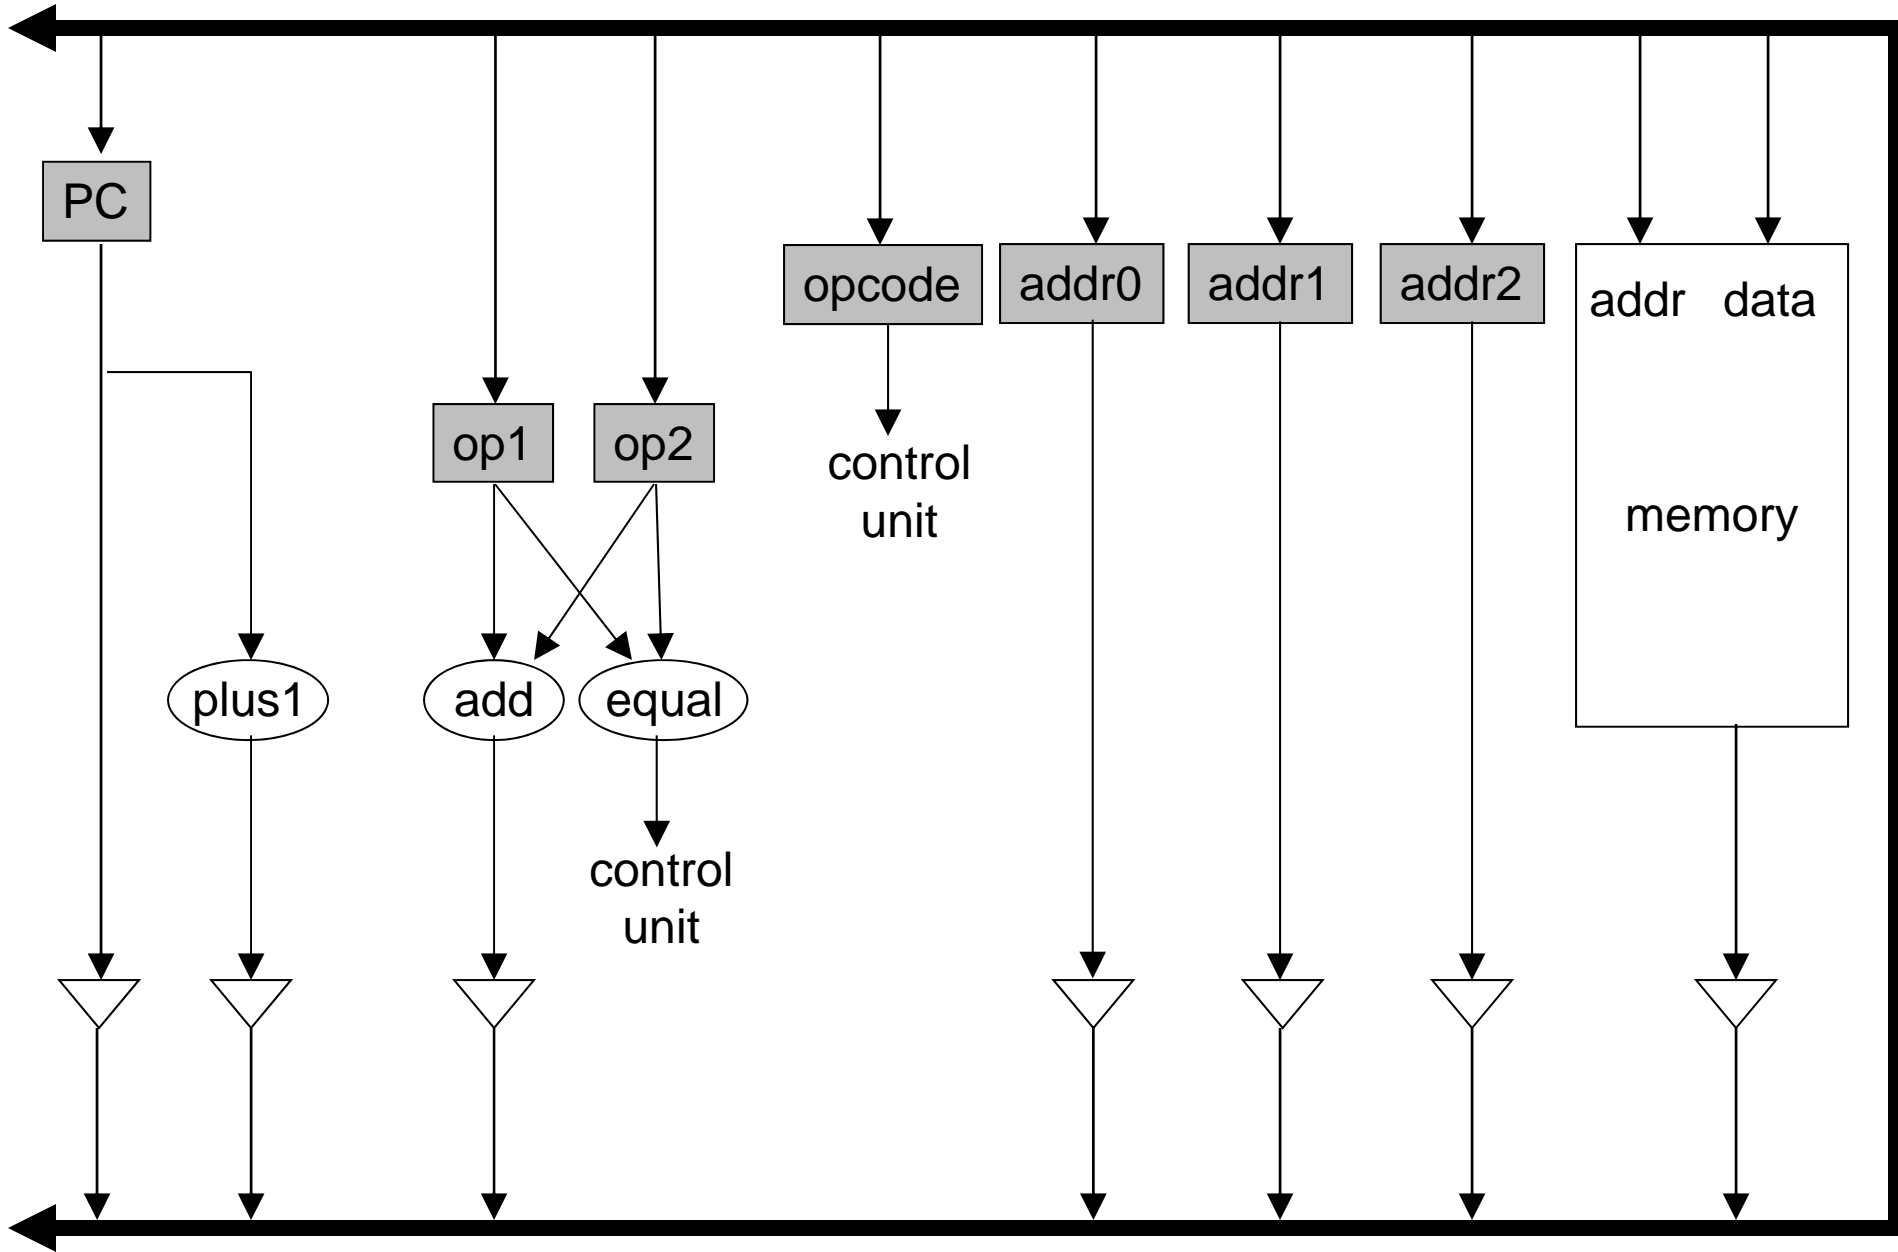 PC
opcode
addr0
addr1
addr2
addr data
op1
op2
control
unit
memory
plus1
add
equal
control
unit